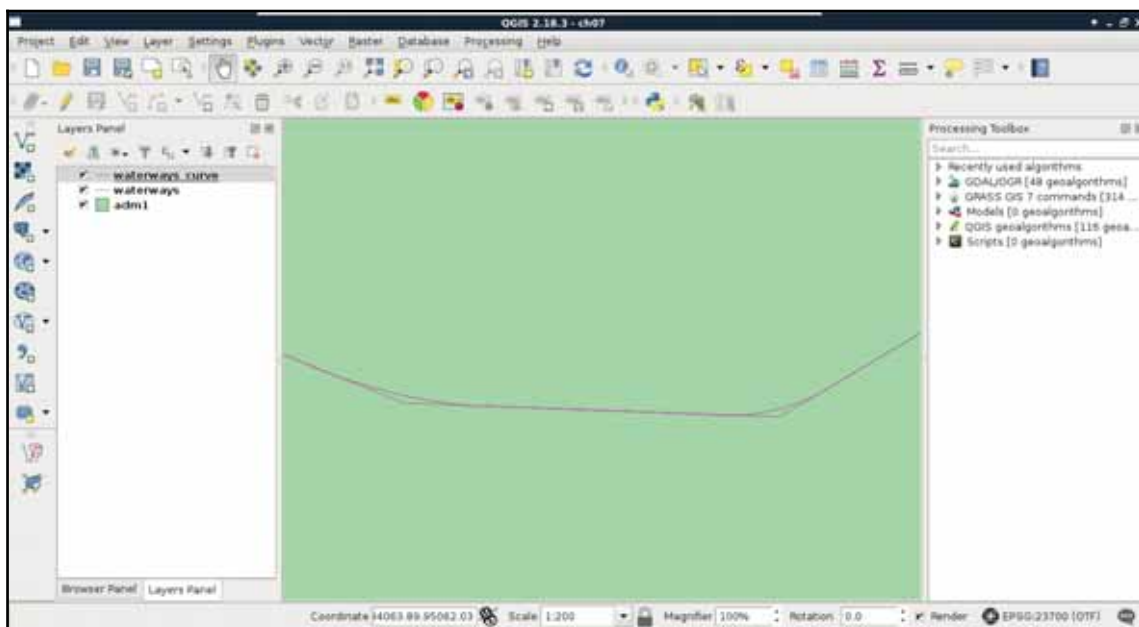 QGIS 2.18.3 - ch07
Project Edit View Layer Settings Plugins Vector Raster Database Processing Help
Layers Panel
waterways_curve
waterways
adm1
Browser Panel Layers Panel
Processing Toolbox
Search...
Recently used algorithms
GDAL/OGR [48 geoalgorithms]
GRASS GIS 7 commands [314 ...
Models [0 geoalgorithms]
QGIS geoalgorithms [116 geoa...
Scripts [0 geoalgorithms]
Coordinate Scale 1:200 Magnifier 100% Rotation 0.0 Render EPSG:23700 (OTF)